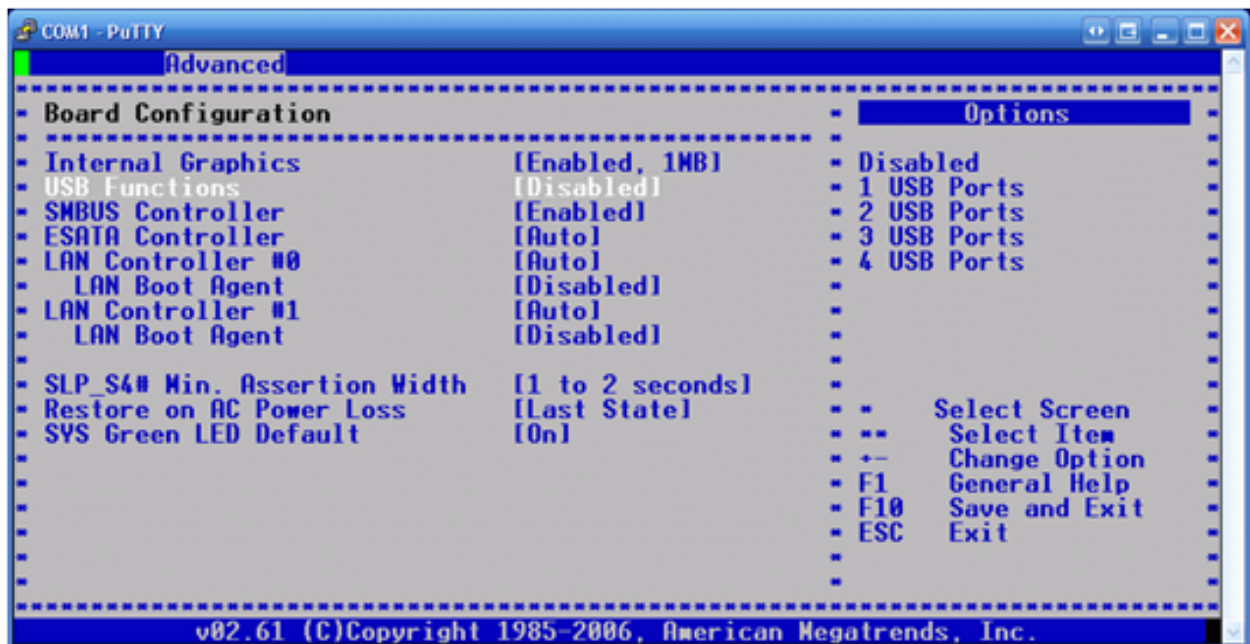 COM1 - PuTTY
Advanced
Board Configuration
Options
Internal Graphics [Enabled, 1MB] Disabled
USB Functions [Disabled] 1 USB Ports
SMBUS Controller [Enabled] 2 USB Ports
ESATA Controller [Auto] 3 USB Ports
LAN Controller #0 [Auto] 4 USB Ports
LAN Boot Agent [Disabled]
LAN Controller #1 [Auto]
LAN Boot Agent [Disabled]
SLP_S4# Min. Assertion Width [1 to 2 seconds]
Restore on AC Power Loss [Last State] Select Screen
SYS Green LED Default [On] Select Item
+- Change Option
F1 General Help
F10 Save and Exit
ESC Exit
v02.61 (C)Copyright 1985-2006, American Megatrends, Inc.